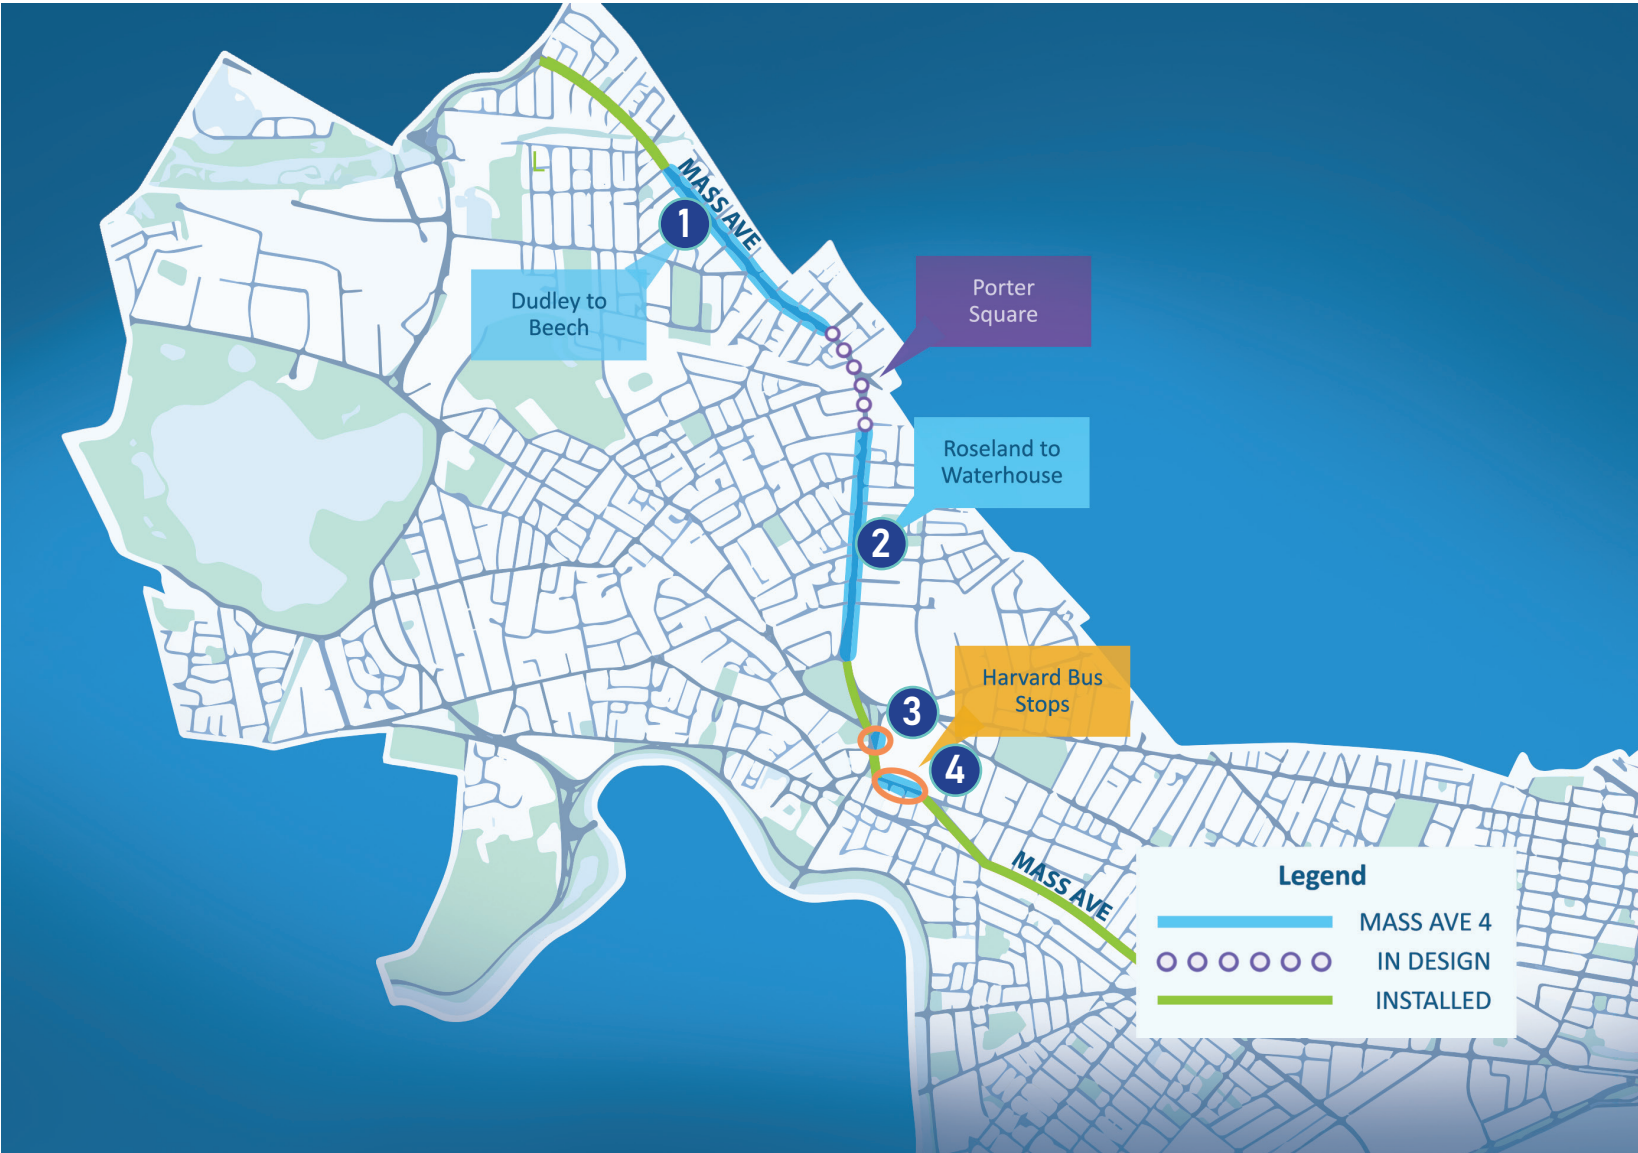 MASS AVE
1
Dudley to
Beech
Porter
Square
Roseland to
Waterhouse
2
Harvard Bus
Stops
3
4
MASS AVE
Legend
MASS AVE 4
IN DESIGN
INSTALLED